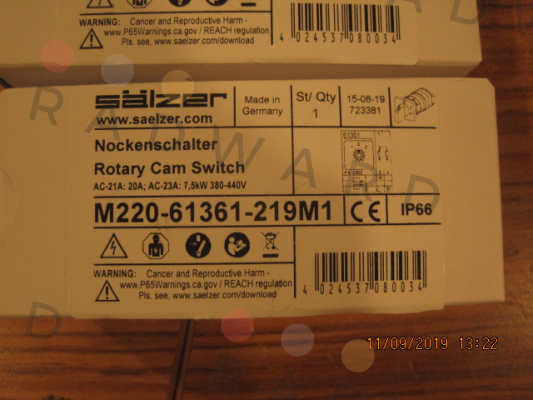 WARNING: Cancer and Reproductive Harm -
www.P65Warnings.ca.gov / REACH regulation
Pls. see, www.saelzer.com/download
4 024537 080034
sälzer
www.saelzer.com
Made in
Germany
St/ Qty
1
15-08-19
723381
Nockenschalter
Rotary Cam Switch
AC-21A: 20A; AC-23A: 7,5kW 380-440V
61361
M220-61361-219M1
CE
IP66
WARNING: Cancer and Reproductive Harm -
www.P65Warnings.ca.gov / REACH regulation
Pls. see, www.saelzer.com/download
4 024537 080034
11/09/2019 13:22